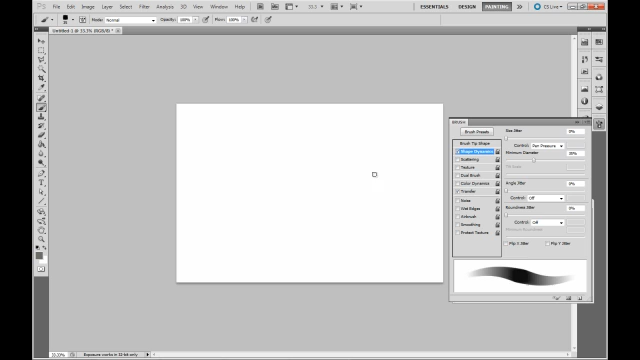 PS File Edit Image Layer Select Filter Analysis 3D View Window Help 33,3 ESSENTIALS DESIGN PAINTING CS Live
Mode: Normal Opacity: 100% Flow: 100%
Untitled-1 @ 33,3% (RGB/8) *
BRUSH
Brush Presets Size Jitter 0%
Brush Tip Shape
Control: Pen Pressure
Shape Dynamics Minimum Diameter
Scattering
Texture
Dual Brush
Color Dynamics Angle Jitter 0%
Transfer
Control: Off
Noise
Wet Edges Roundness Jitter 0%
Airbrush
Smoothing Control: Off
Protect Texture
Flip X Jitter Flip Y Jitter
33,33% Exposure works in 32-bit only